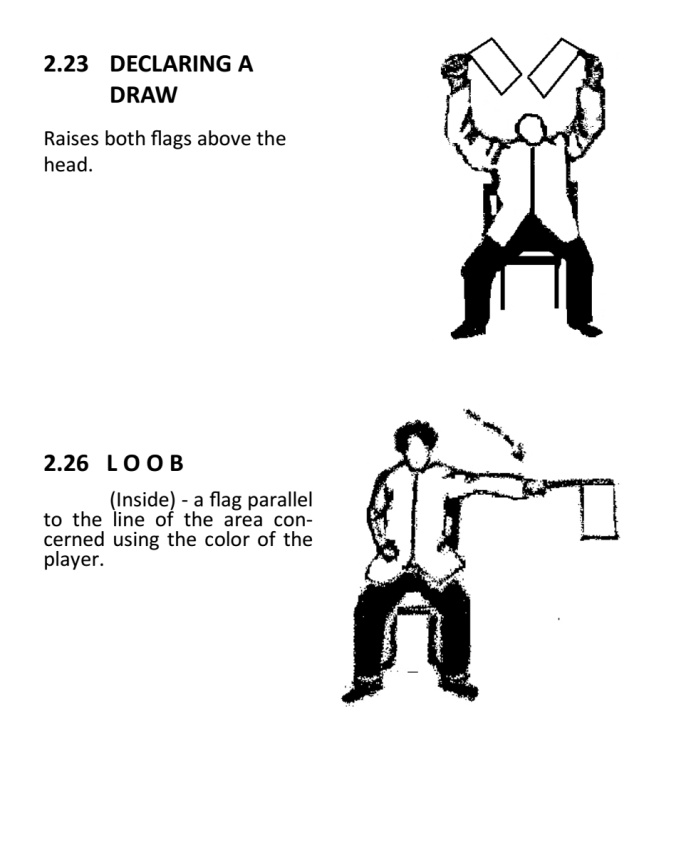 2.23 DECLARING A
DRAW
Raises both flags above the
head.
2.26 L O O B
(Inside) - a flag parallel
to the line of the area con-
cerned using the color of the
player.